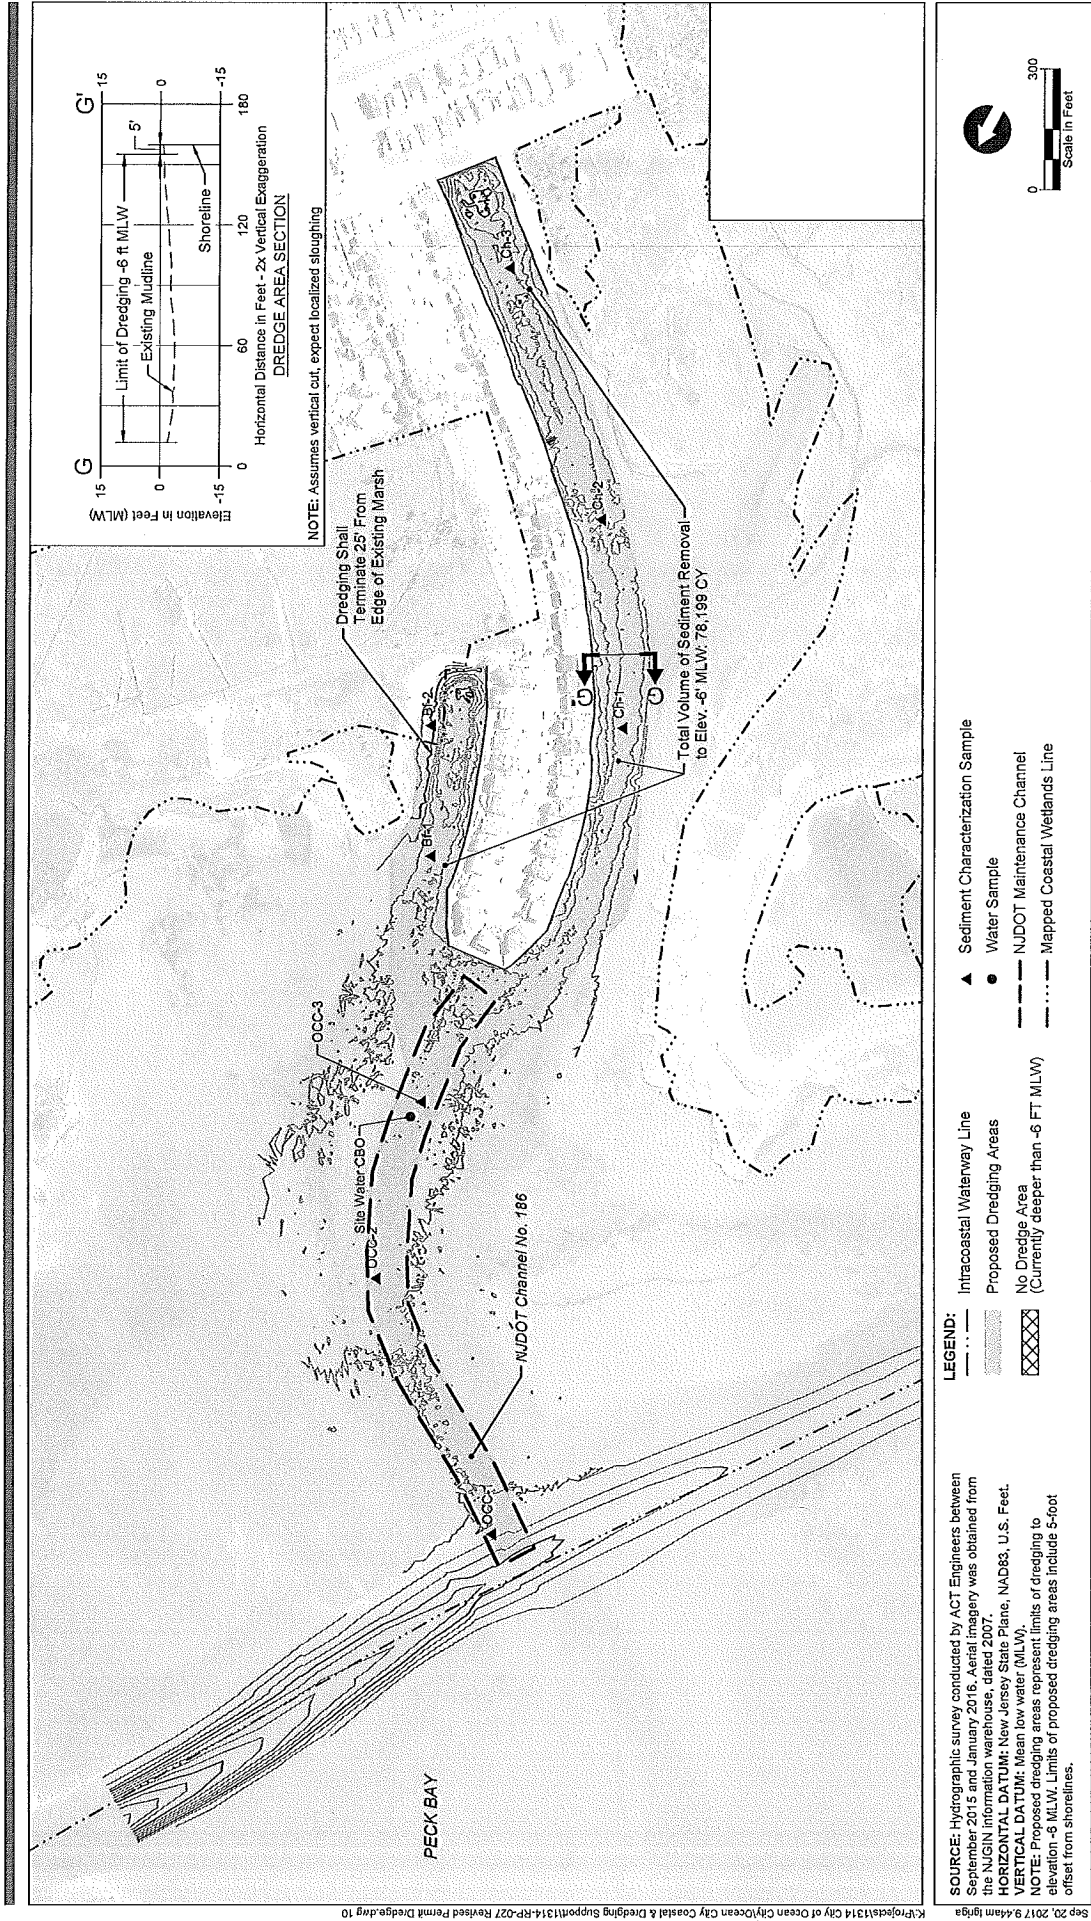 G
G'
15
0
-15
15
0
-15
Elevation in Feet (MLW)
Limit of Dredging -6 ft MLW
5'
Existing Mudline
Shoreline
0
60
120
180
Horizontal Distance in Feet - 2x Vertical Exaggeration
DREDGE AREA SECTION
NOTE: Assumes vertical cut, expect localized sloughing
Dredging Shall
Terminate 25' From
Edge of Existing Marsh
OCC-3
Site Water CBO
OCC-2
Bf-1
Bf-2
Ch-3
Ch-2
Ch-1
G'
G
Total Volume of Sediment Removal
to Elev. -6' MLW: 78,199 CY
NJDOT Channel No. 186
PECK BAY
SOURCE: Hydrographic survey conducted by ACT Engineers between
September 2015 and January 2016. Aerial imagery was obtained from
the NJGIN information warehouse, dated 2007.
HORIZONTAL DATUM: New Jersey State Plane, NAD83, U.S. Feet.
VERTICAL DATUM: Mean low water (MLW).
NOTE: Proposed dredging areas represent limits of dredging to
elevation -6 MLW. Limits of proposed dredging areas include 5-foot
offset from shorelines.
LEGEND:
Intracoastal Waterway Line
Proposed Dredging Areas
No Dredge Area
(Currently deeper than -6 FT MLW)
Sediment Characterization Sample
Water Sample
NJDOT Maintenance Channel
Mapped Coastal Wetlands Line
0
300
Scale in Feet
K:\Projects\1314 City of Ocean City\Ocean City Coastal & Dredging Support\1314-RP-027 Revised Permit Dredge.dwg 10
Sep 20, 2017 9:44am tgriga